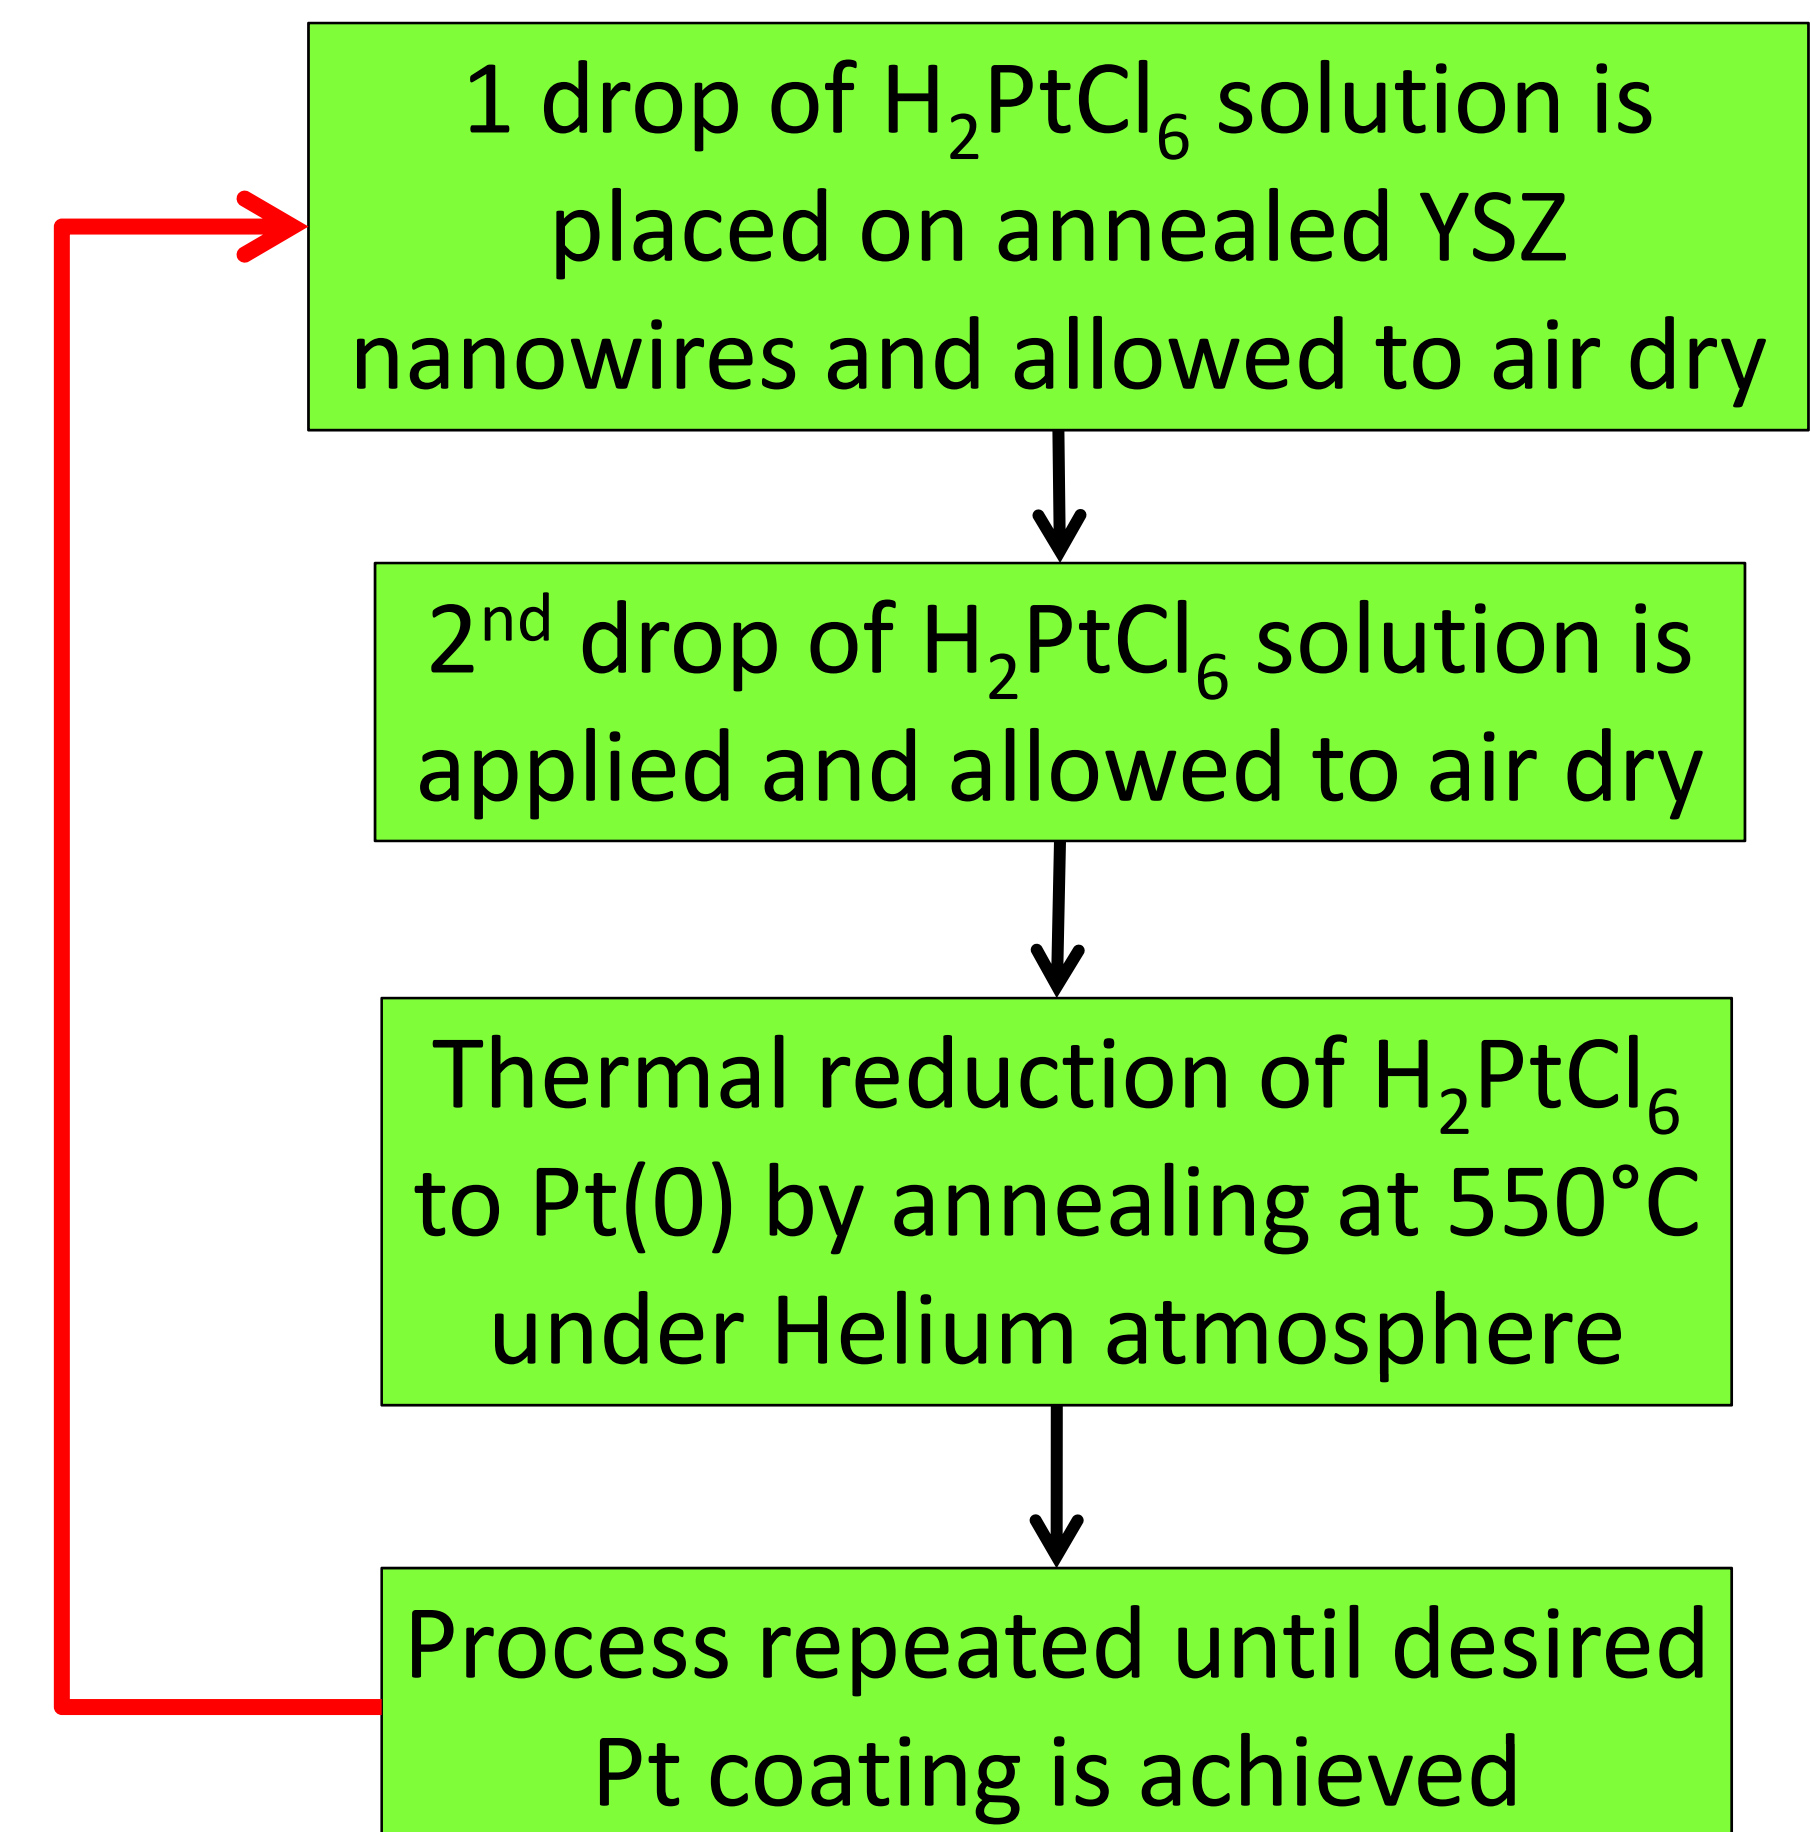 1 drop of H₂PtCl₆ solution is
placed on annealed YSZ
nanowires and allowed to air dry
2ⁿᵈ drop of H₂PtCl₆ solution is
applied and allowed to air dry
Thermal reduction of H₂PtCl₆
to Pt(0) by annealing at 550°C
under Helium atmosphere
Process repeated until desired
Pt coating is achieved